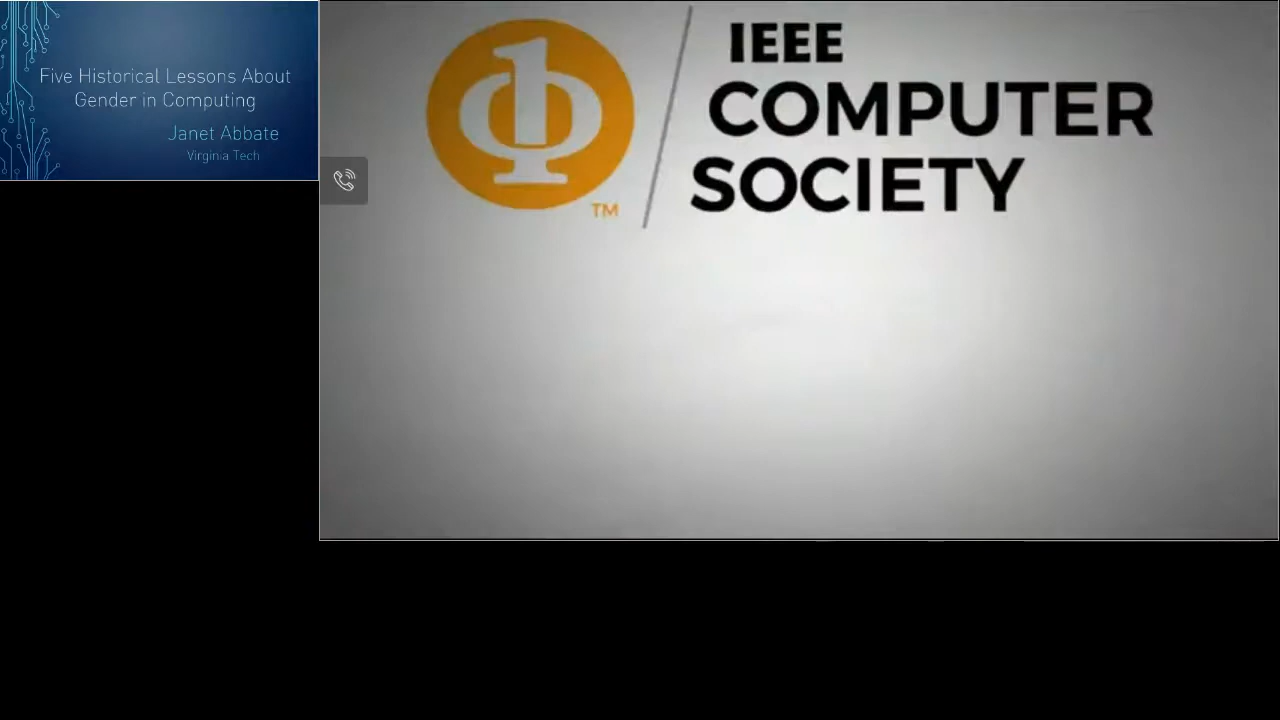 Five Historical Lessons About
Gender in Computing
Janet Abbate
Virginia Tech
IEEE
COMPUTER
SOCIETY
TM